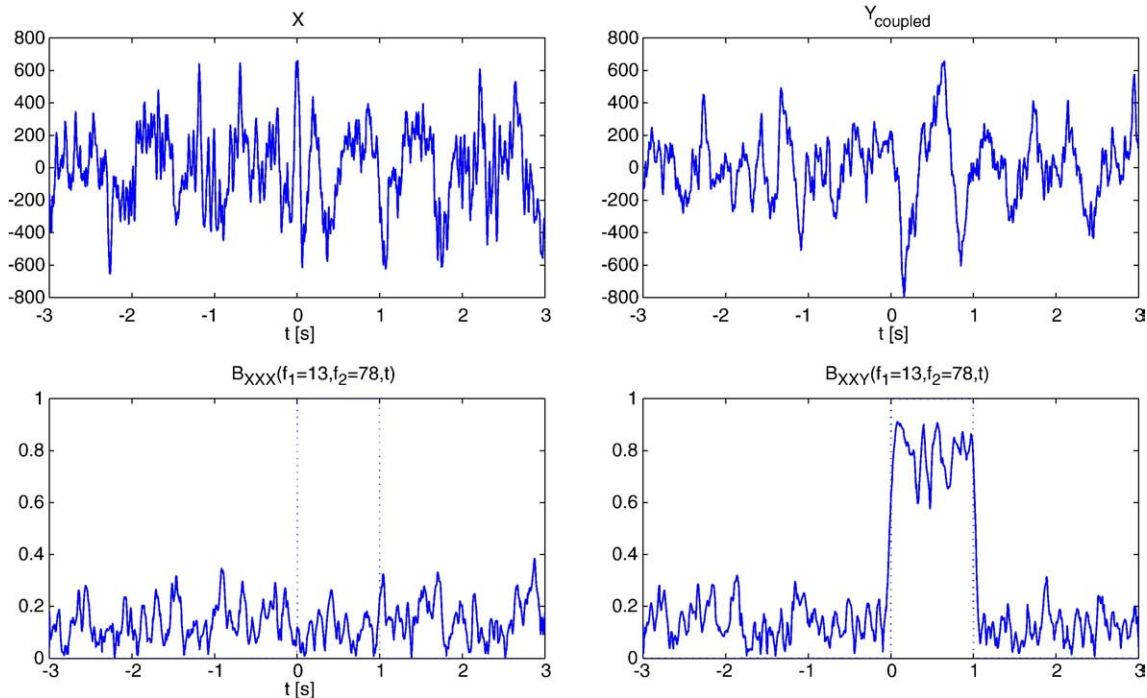 X
800
600
400
200
0
-200
-400
-600
-800
-3 -2 -1 0 1 2 3
t [s]
Y_coupled
800
600
400
200
0
-200
-400
-600
-800
-3 -2 -1 0 1 2 3
t [s]
B_XXX(f_1=13,f_2=78,t)
1
0.8
0.6
0.4
0.2
0
-3 -2 -1 0 1 2 3
t [s]
B_XXY(f_1=13,f_2=78,t)
1
0.8
0.6
0.4
0.2
0
-3 -2 -1 0 1 2 3
t [s]